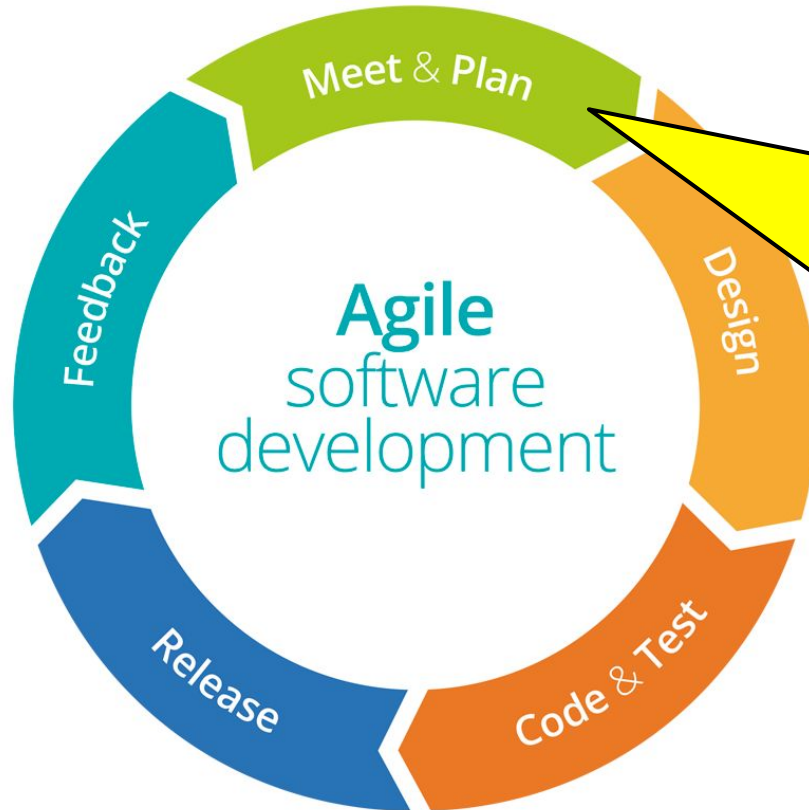 Meet & Plan
Design
Code & Test
Release
Feedback
Agile
software
development